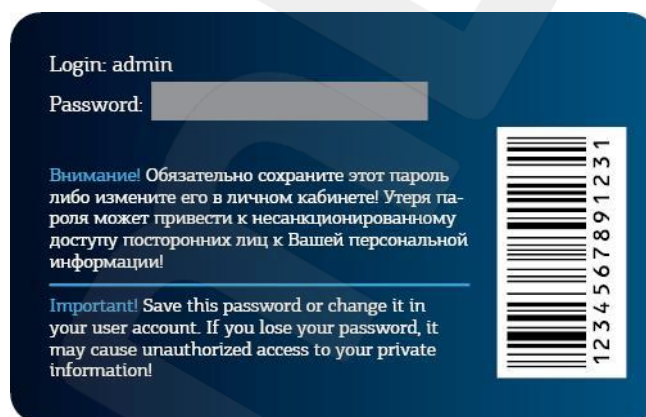 Login: admin
Password:
Внимание! Обязательно сохраните этот пароль
либо измените его в личном кабинете! Утеря па-
роля может привести к несанкционированному
доступу посторонних лиц к Вашей персональной
информации!
Important! Save this password or change it in
your user account. If you lose your password, it
may cause unauthorized access to your private
information!
1234567891231